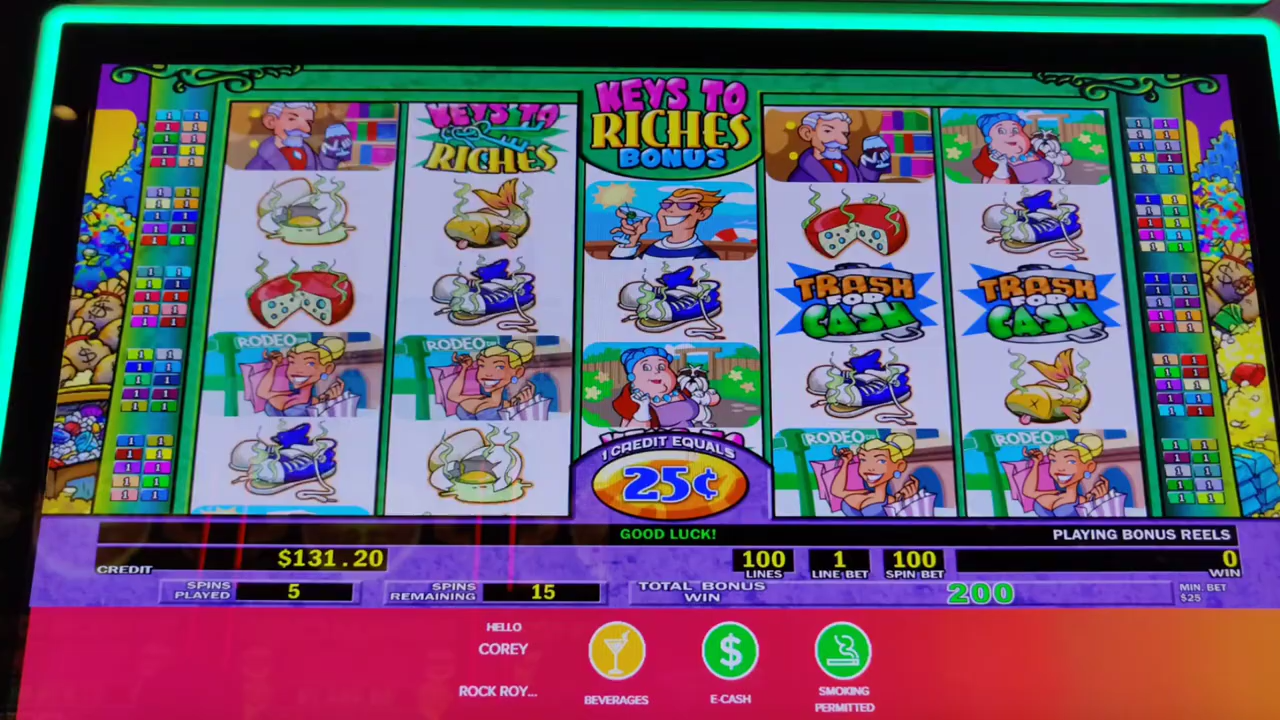 KEYS TO
RICHES
BONUS
KEYS TO
RICHES
TRASH
FOR
CASH
TRASH
FOR
CASH
RODEO
RODEO
1 CREDIT EQUALS
25¢
RODEO
RODEO
GOOD LUCK!
PLAYING BONUS REELS
CREDIT
$131.20
100
LINES
1
LINE BET
100
SPIN BET
0
WIN
SPINS
PLAYED
5
SPINS
REMAINING
15
TOTAL BONUS
WIN
200
MIN. BET
$25
HELLO
COREY
ROCK ROY...
BEVERAGES
$
E-CASH
SMOKING
PERMITTED